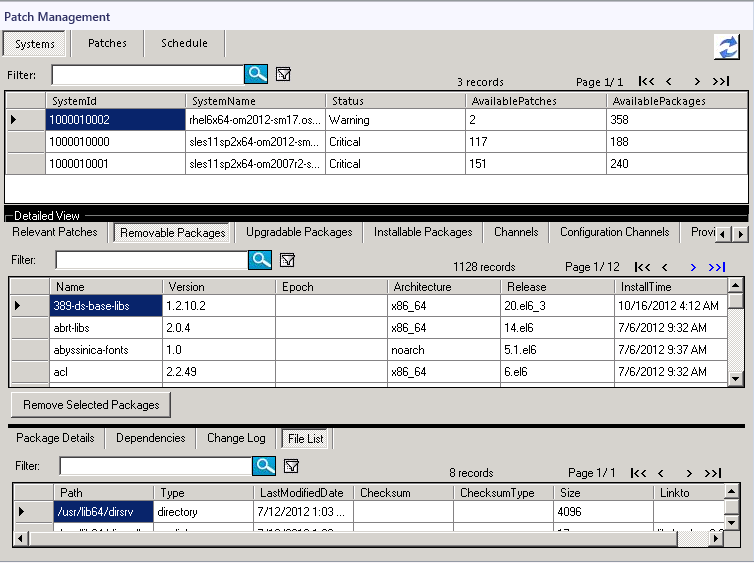 Patch Management
Systems Patches Schedule
Filter: 3 records Page 1/ 1
SystemId SystemName Status AvailablePatches AvailablePackages
1000010002 rhel6x64-om2012-sm17.os... Warning 2 358
1000010000 sles11sp2x64-om2012-sm... Critical 117 188
1000010001 sles11sp2x64-om2007r2-s... Critical 151 240
Detailed View
Relevant Patches Removable Packages Upgradable Packages Installable Packages Channels Configuration Channels Provi
Filter: 1128 records Page 1/ 12
Name Version Epoch Architecture Release InstallTime
389-ds-base-libs 1.2.10.2 x86_64 20.el6_3 10/16/2012 4:12 AM
abrt-libs 2.0.4 x86_64 14.el6 7/6/2012 9:32 AM
abyssinica-fonts 1.0 noarch 5.1.el6 7/6/2012 9:37 AM
acl 2.2.49 x86_64 6.el6 7/6/2012 9:32 AM
Remove Selected Packages
Package Details Dependencies Change Log File List
Filter: 8 records Page 1/ 1
Path Type LastModifiedDate Checksum ChecksumType Size Linkto
/usr/lib64/dirsrv directory 7/12/2012 1:03 ... 4096